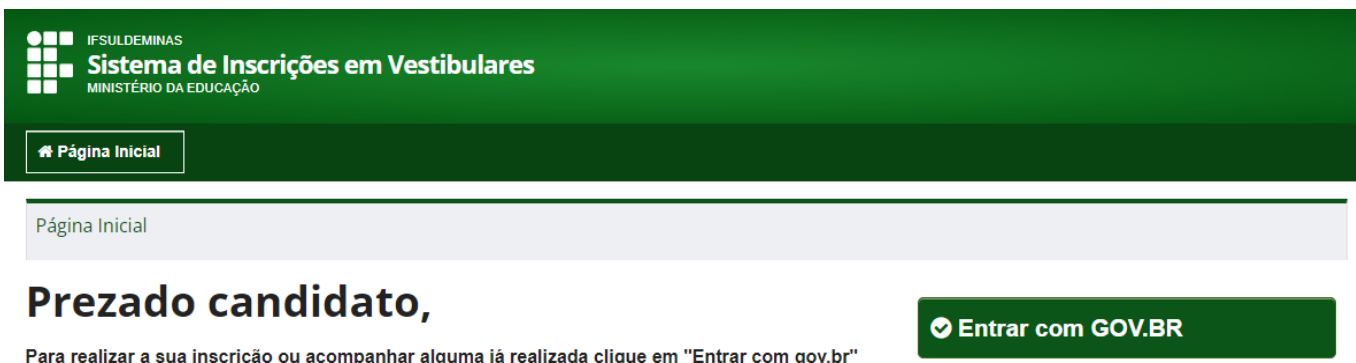 IFSULDEMINAS
Sistema de Inscrições em Vestibulares
MINISTÉRIO DA EDUCAÇÃO
Página Inicial
Página Inicial
Prezado candidato,
Entrar com GOV.BR
Para realizar a sua inscrição ou acompanhar alguma já realizada clique em "Entrar com gov.br"